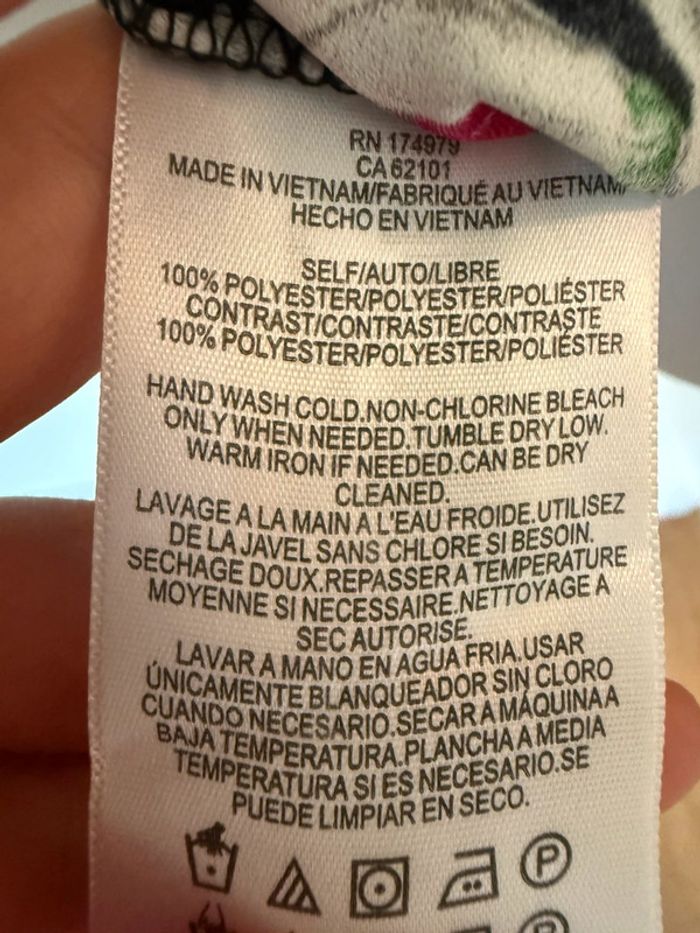 RN 174979
CA 62101
MADE IN VIETNAM/FABRIQUÉ AU VIETNAM/
HECHO EN VIETNAM
SELF/AUTO/LIBRE
100% POLYESTER/POLYESTER/POLIÉSTER
CONTRAST/CONTRASTE/CONTRASTE
100% POLYESTER/POLYESTER/POLIÉSTER
HAND WASH COLD.NON-CHLORINE BLEACH
ONLY WHEN NEEDED.TUMBLE DRY LOW.
WARM IRON IF NEEDED.CAN BE DRY
CLEANED.
LAVAGE A LA MAIN A L'EAU FROIDE.UTILISEZ
DE LA JAVEL SANS CHLORE SI BESOIN.
SECHAGE DOUX.REPASSER A TEMPERATURE
MOYENNE SI NECESSAIRE.NETTOYAGE A
SEC AUTORISE.
LAVAR A MANO EN AGUA FRIA.USAR
ÚNICAMENTE BLANQUEADOR SIN CLORO
CUANDO NECESARIO.SECAR A MÁQUINA A
BAJA TEMPERATURA.PLANCHA A MEDIA
TEMPERATURA SI ES NECESARIO.SE
PUEDE LIMPIAR EN SECO.
P
P